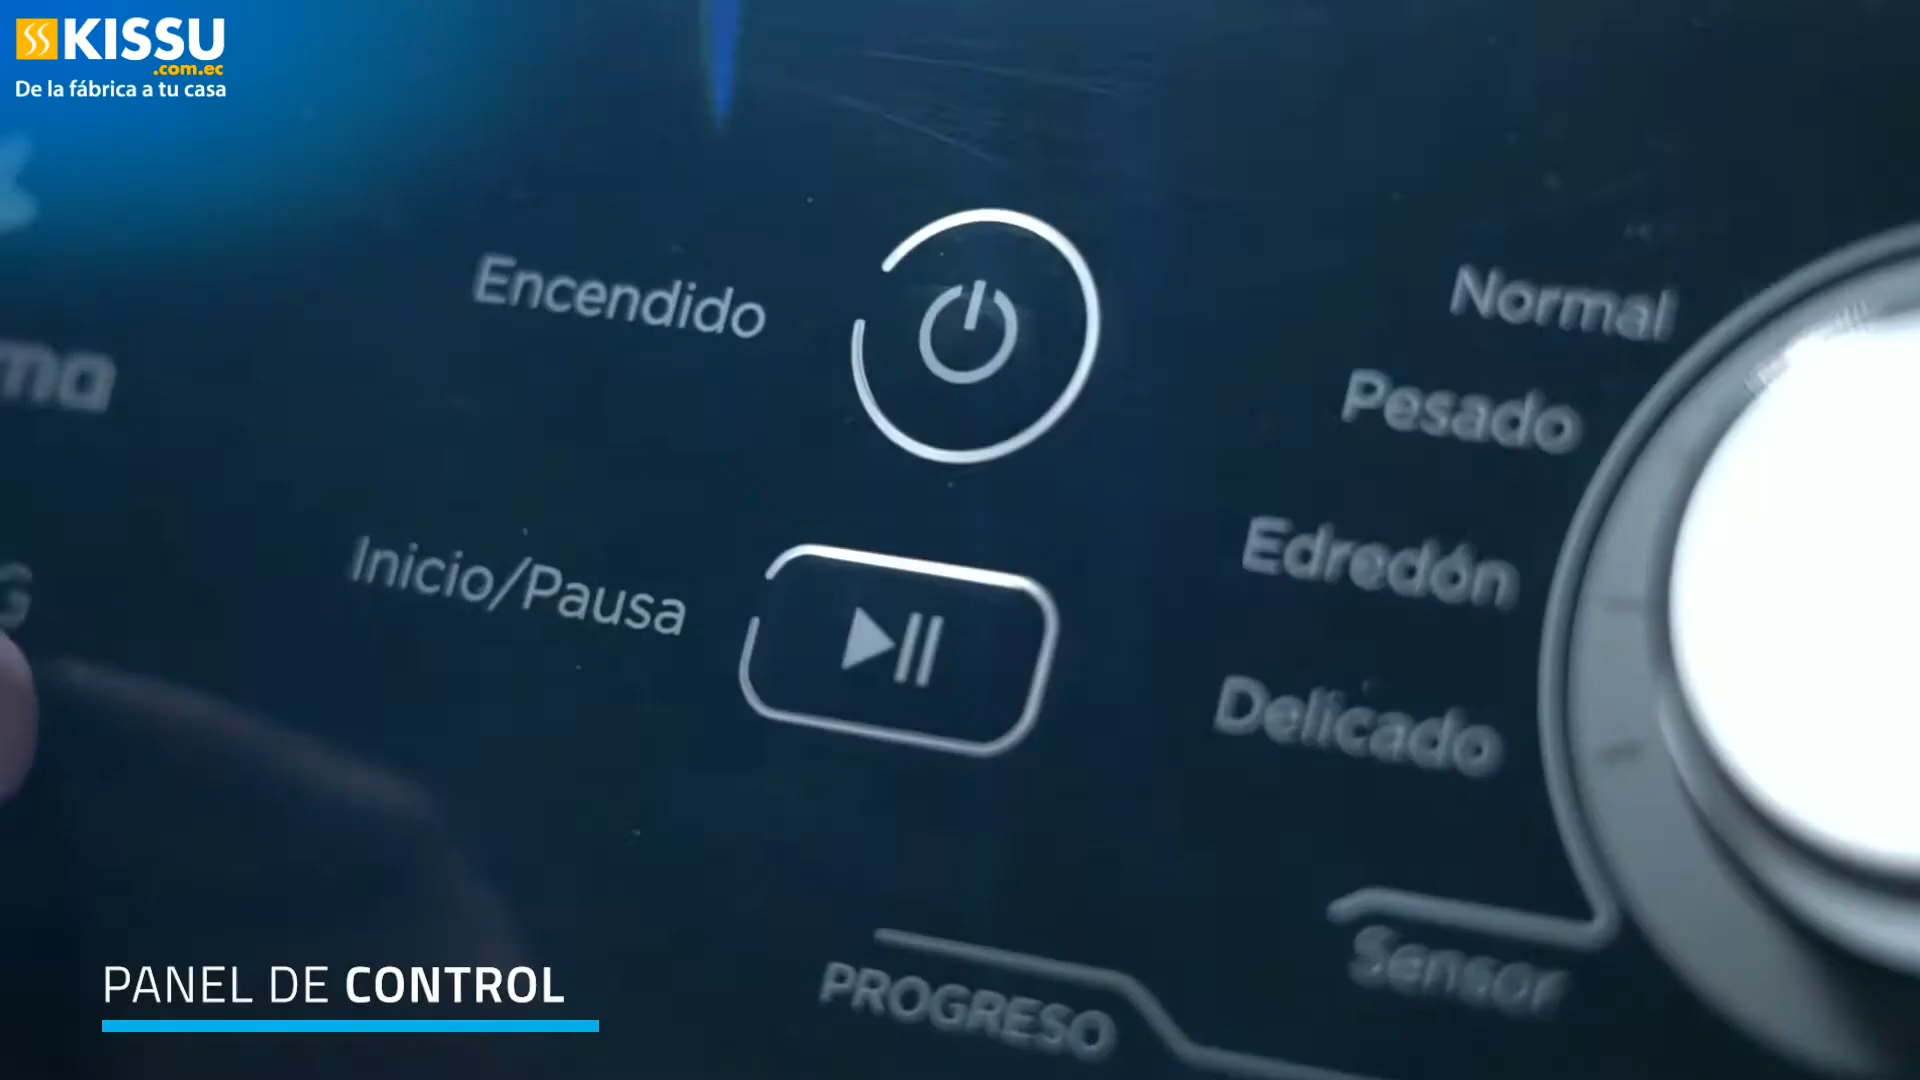 KISSU
.com.ec
De la fábrica a tu casa
Encendido
Normal
Pesado
Inicio/Pausa
Edredón
Delicado
Sensor
PROGRESO
PANEL DE CONTROL